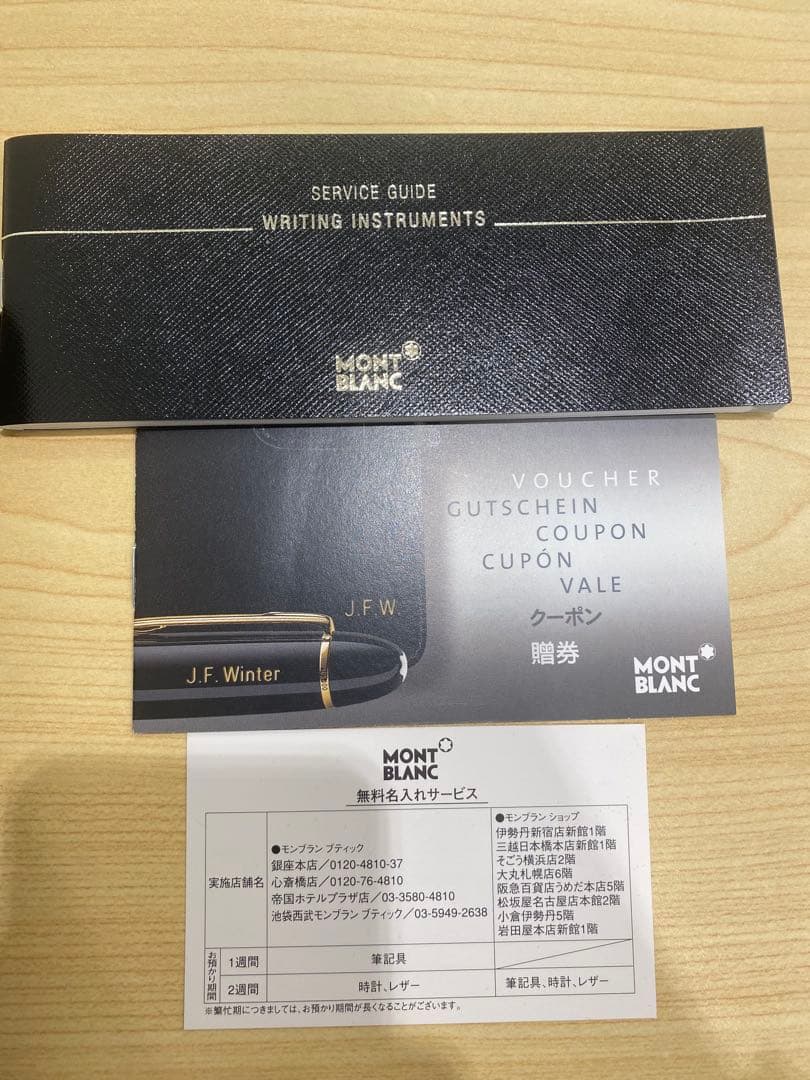 SERVICE GUIDE
WRITING INSTRUMENTS
MONT
BLANC
VOUCHER
GUTSCHEIN
COUPON
CUPÓN
VALE
クーポン
贈券
J.F.W
J.F. Winter
MONT
BLANC
MONT
BLANC
無料名入れサービス
実施店舗名
●モンブラン ブティック
銀座本店/0120-4810-37
心斎橋店/0120-76-4810
帝国ホテルプラザ店/03-3580-4810
池袋西武モンブラン ブティック/03-5949-2638
●モンブラン ショップ
伊勢丹新宿店新館1階
三越日本橋本店新館1階
そごう横浜店2階
大丸札幌店6階
阪急百貨店うめだ本店5階
松坂屋名古屋店本館2階
小倉伊勢丹5階
岩田屋本店新館1階
お預かり期間
1週間 筆記具
2週間 時計、レザー 筆記具、時計、レザー
※繁忙期につきましては、お預かり期間が長くなることがございます。